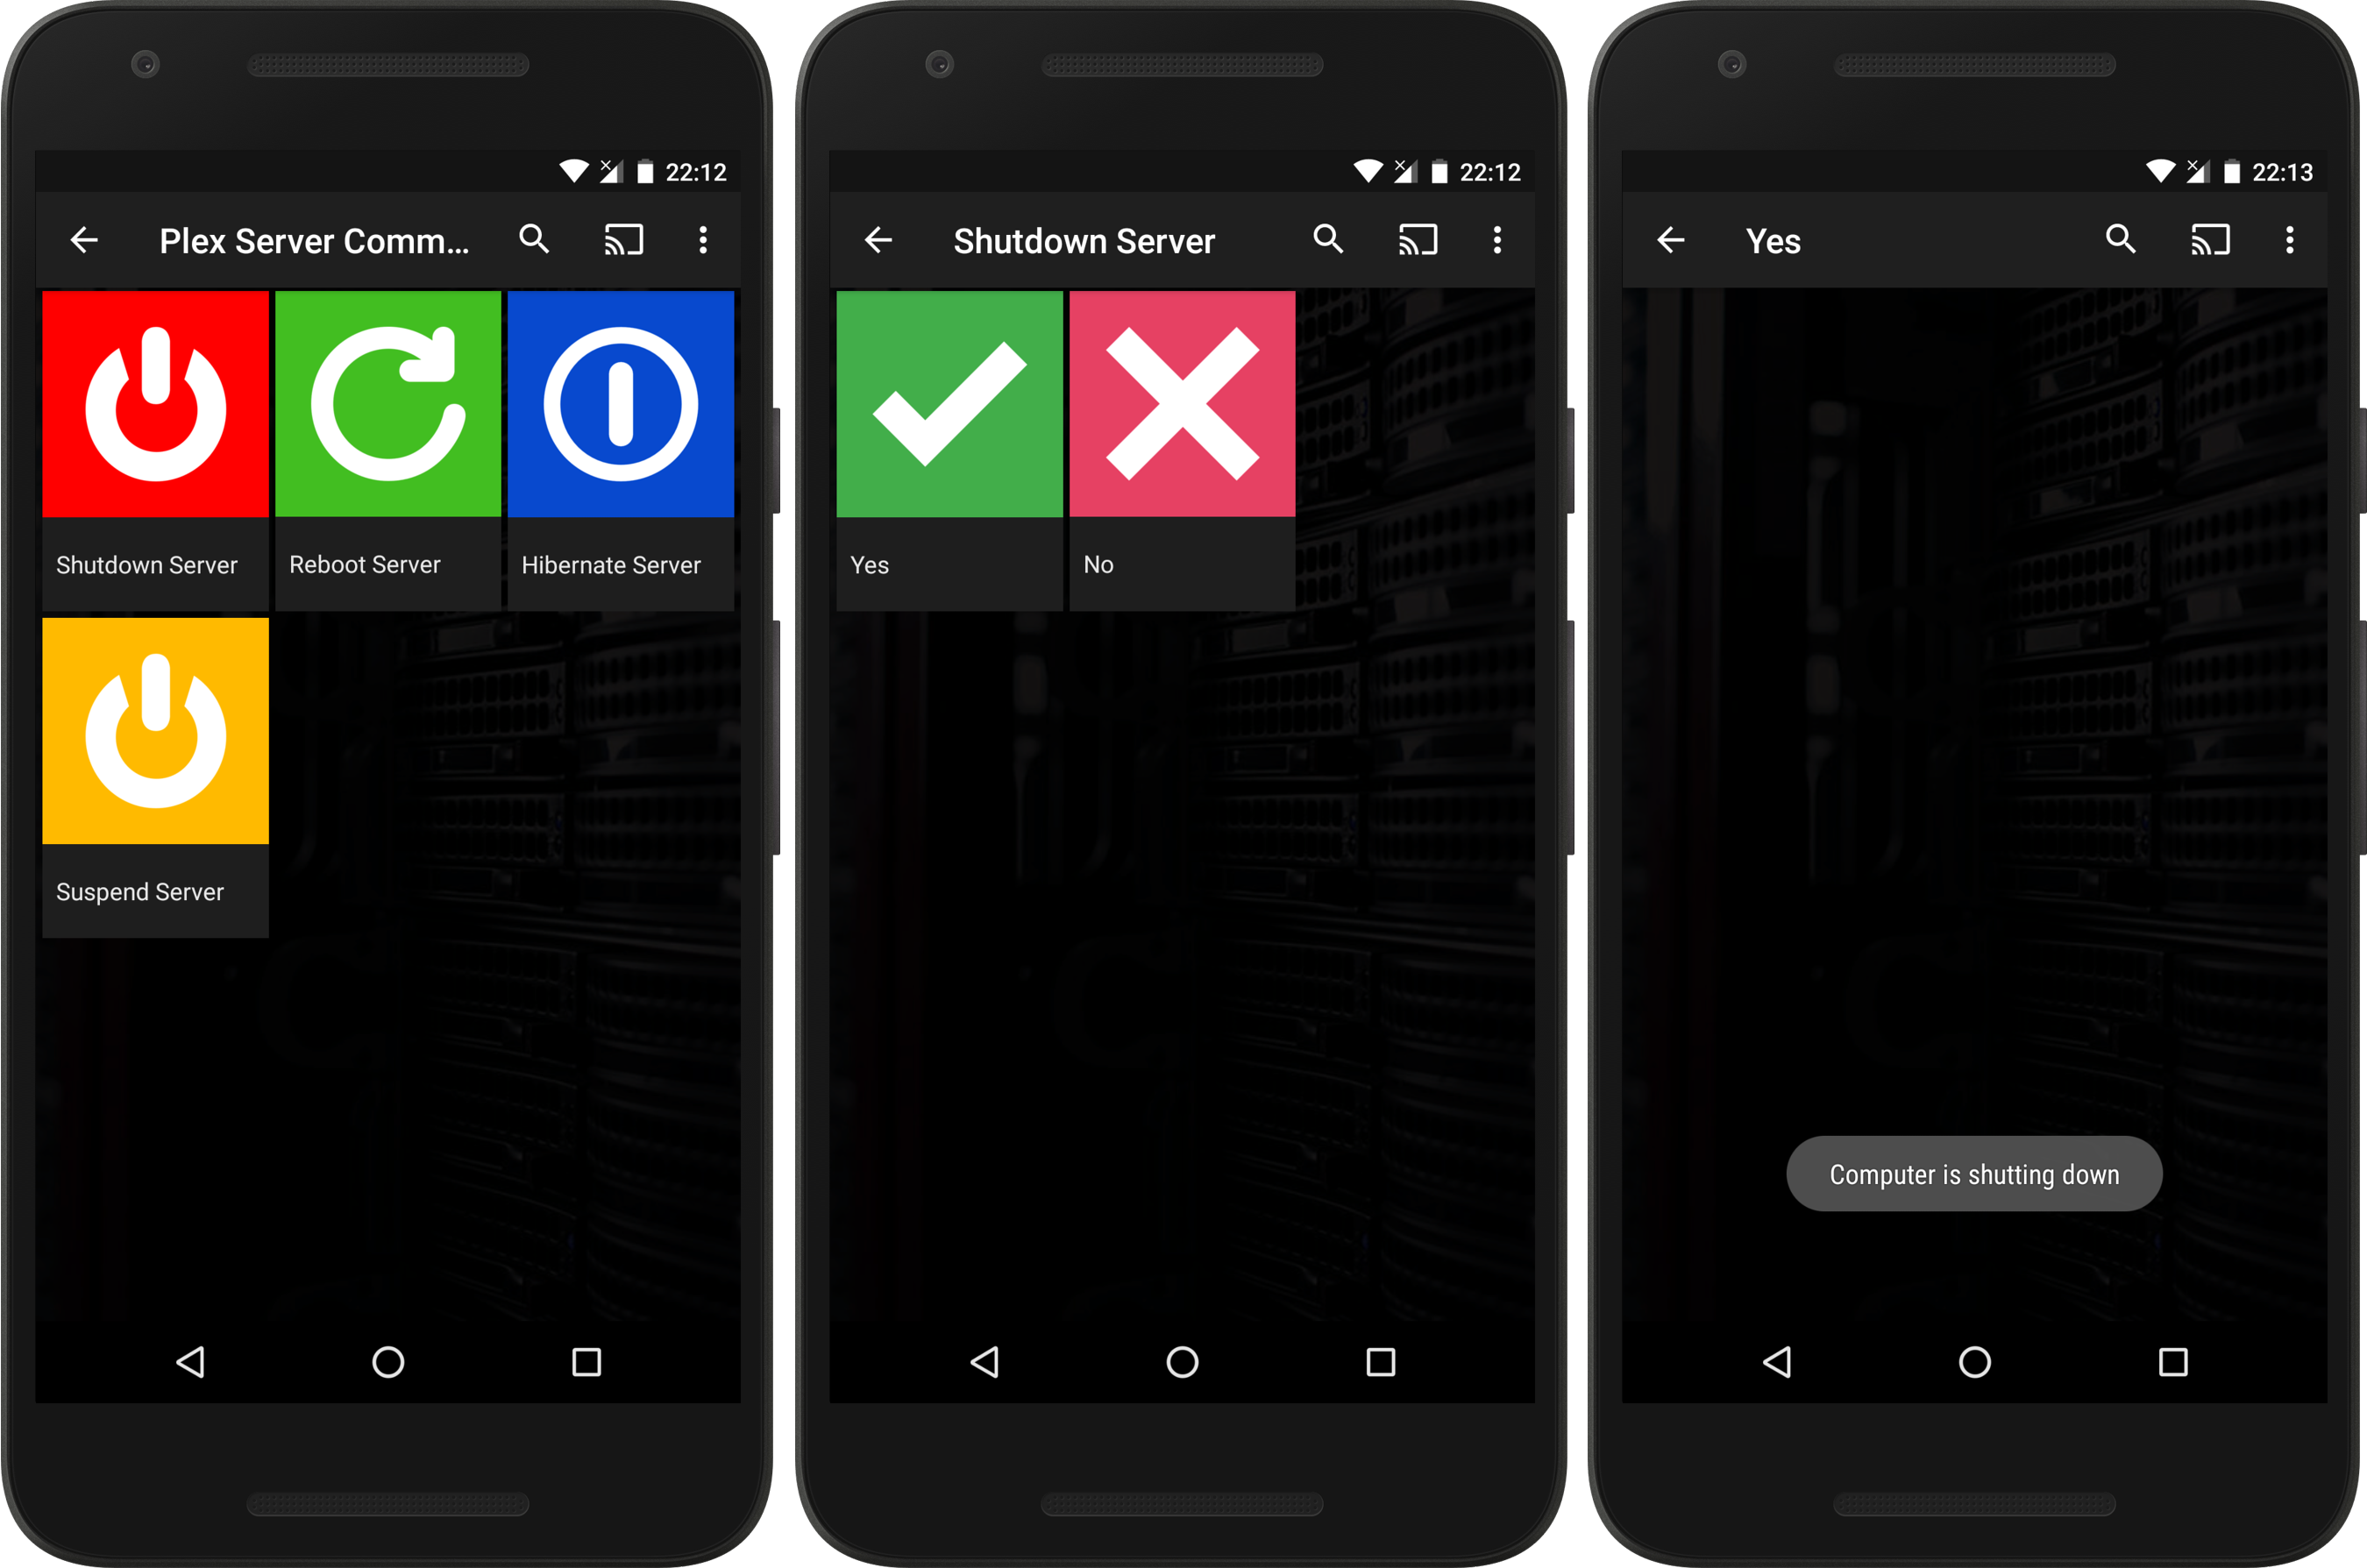 22:12
Plex Server Comm...
Shutdown Server
Reboot Server
Hibernate Server
Suspend Server
22:12
Shutdown Server
Yes
No
22:13
Yes
Computer is shutting down